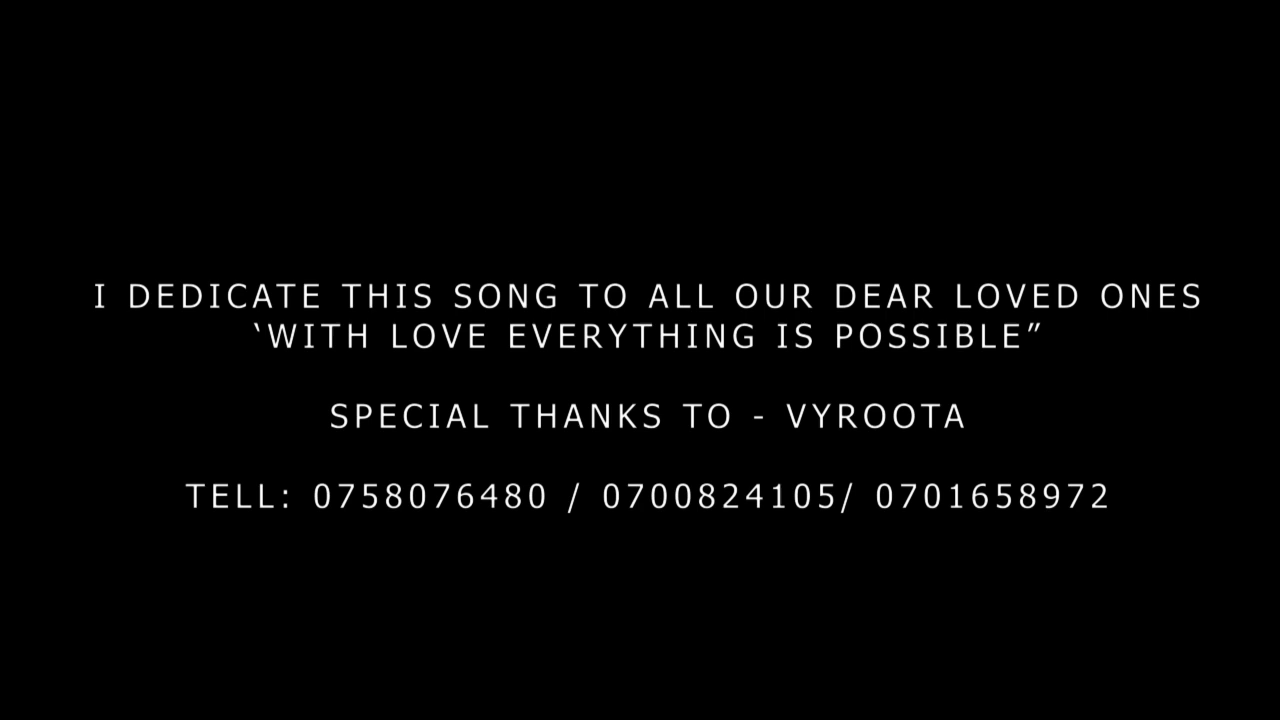 I DEDICATE THIS SONG TO ALL OUR DEAR LOVED ONES
‘WITH LOVE EVERYTHING IS POSSIBLE”
SPECIAL THANKS TO - VYROOTA
TELL: 0758076480 / 0700824105/ 0701658972